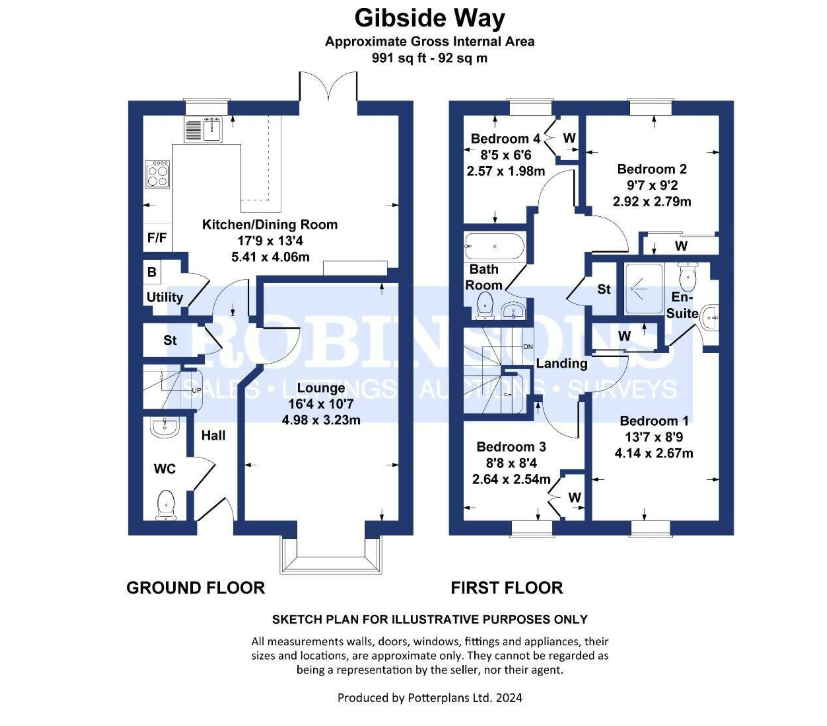 Gibside Way
Approximate Gross Internal Area
991 sq ft - 92 sq m
Kitchen/Dining Room
17'9 x 13'4
5.41 x 4.06m
F/F
B
Utility
St
UP
Hall
WC
Lounge
16'4 x 10'7
4.98 x 3.23m
Bedroom 4
8'5 x 6'6
2.57 x 1.98m
W
Bedroom 2
9'7 x 9'2
2.92 x 2.79m
W
Bath
Room
St
En-
Suite
W
DN
Landing
Bedroom 3
8'8 x 8'4
2.64 x 2.54m
W
Bedroom 1
13'7 x 8'9
4.14 x 2.67m
ROBINSONS
SALES • LETTINGS • AUCTIONS • SURVEYS
GROUND FLOOR
FIRST FLOOR
SKETCH PLAN FOR ILLUSTRATIVE PURPOSES ONLY
All measurements walls, doors, windows, fittings and appliances, their
sizes and locations, are approximate only. They cannot be regarded as
being a representation by the seller, nor their agent.
Produced by Potterplans Ltd. 2024